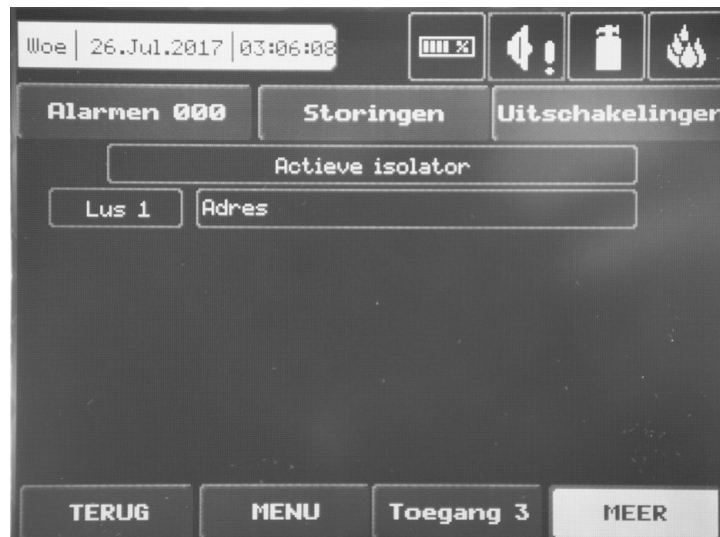 Woe 26.Jul.2017 03:06:08
%
Alarmen 000 Storingen Uitschakelingen
Actieve isolator
Lus 1 Adres
TERUG MENU Toegang 3 MEER